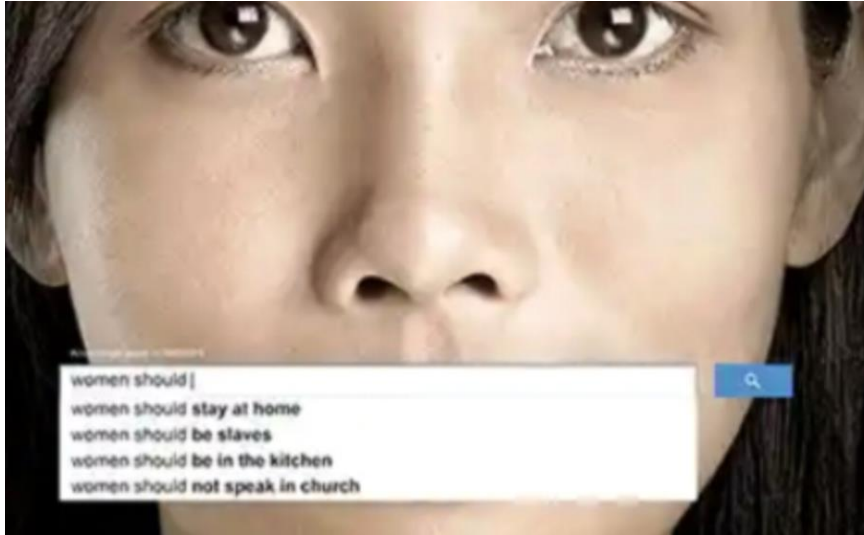 women should
women should stay at home
women should be slaves
women should be in the kitchen
women should not speak in church